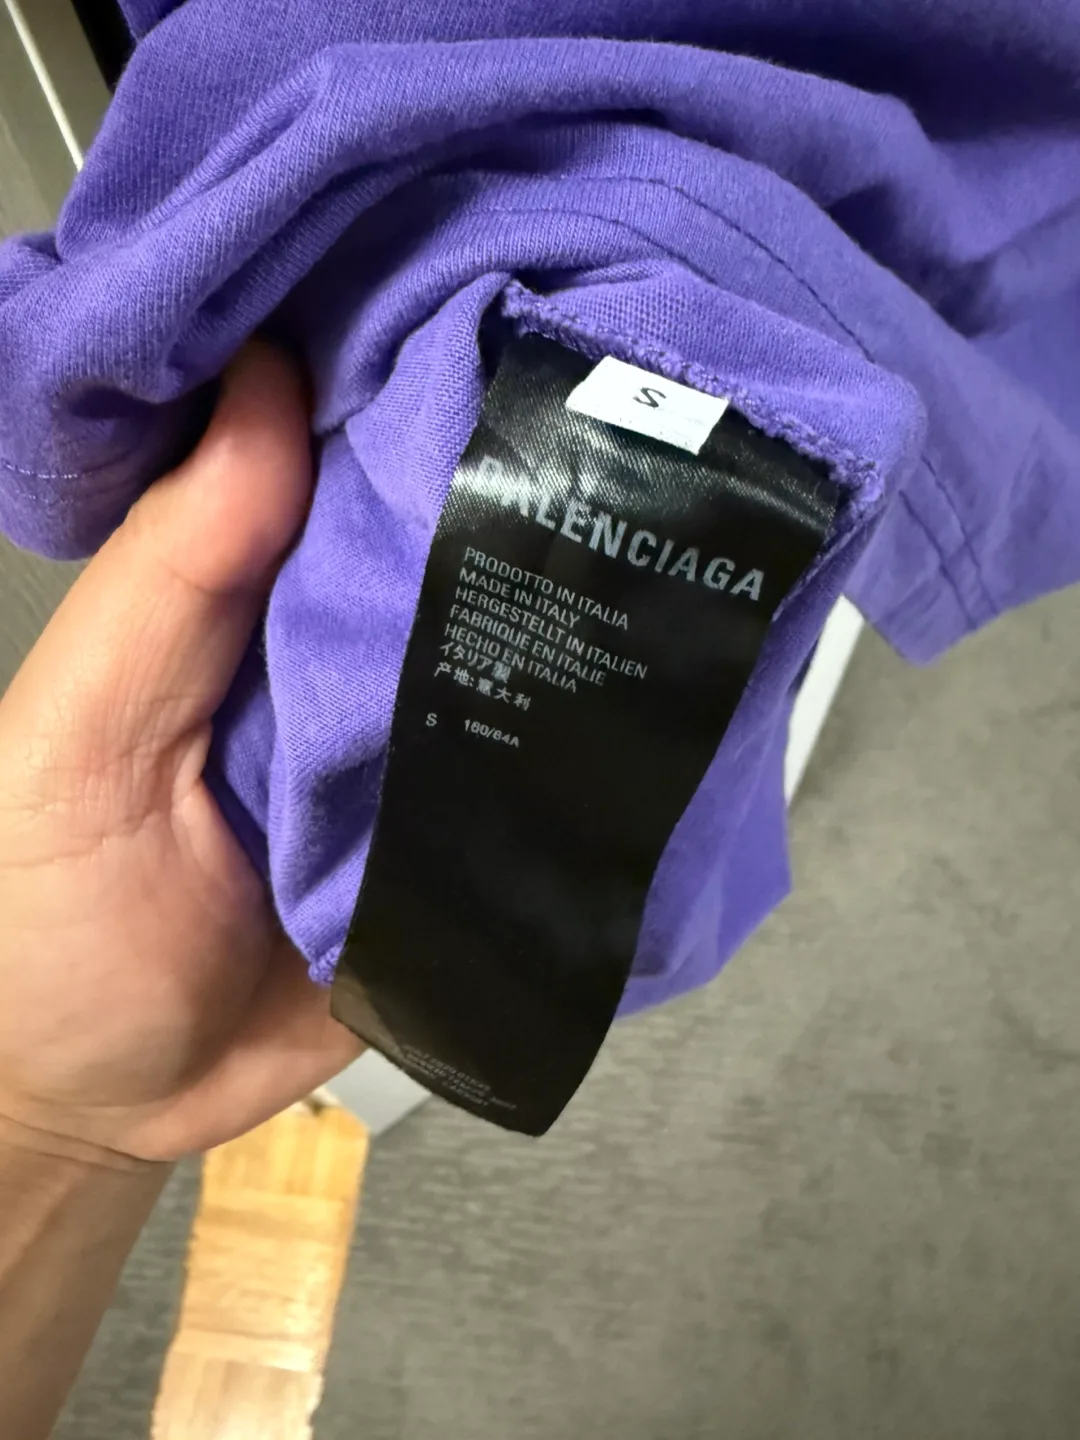 S
BALENCIAGA
PRODOTTO IN ITALIA
MADE IN ITALY
HERGESTELLT IN ITALIEN
FABRIQUE EN ITALIE
HECHO EN ITALIA
イタリア製
产地:意大利
S 160/84A